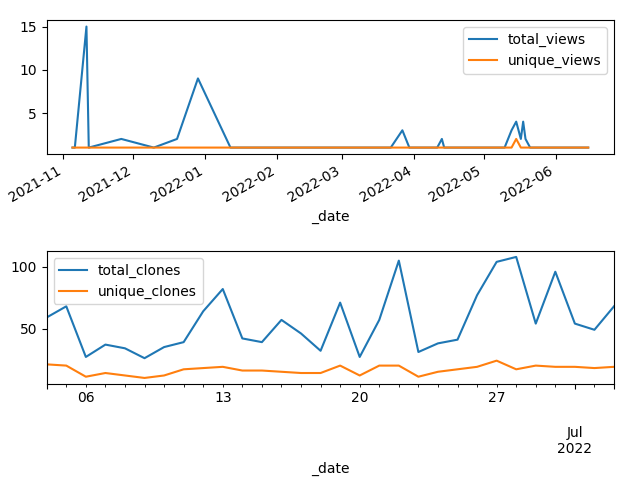 15
10
5
total_views
unique_views
2021-11
2021-12
2022-01
2022-02
2022-03
2022-04
2022-05
2022-06
_date
100
50
total_clones
unique_clones
06
13
20
27
Jul
2022
_date